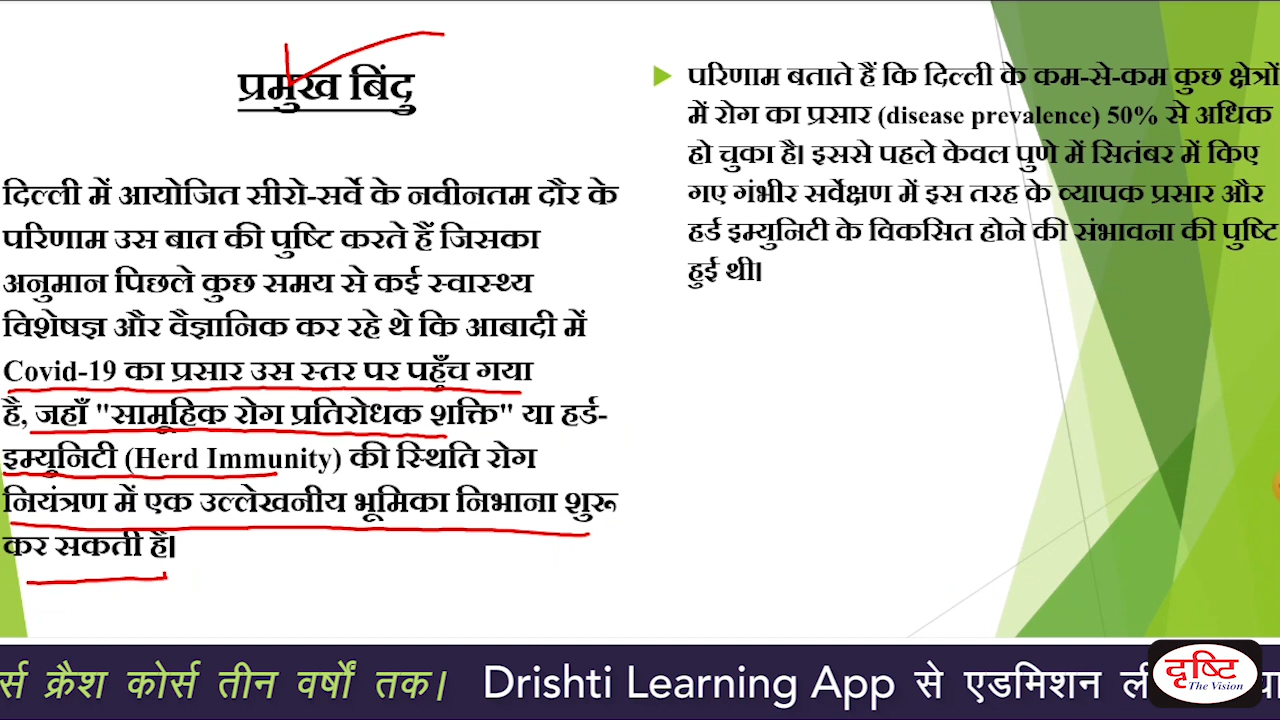 प्रमुख बिंदु
दिल्ली में आयोजित सीरो-सर्वे के नवीनतम दौर के
परिणाम उस बात की पुष्टि करते हैं जिसका
अनुमान पिछले कुछ समय से कई स्वास्थ्य
विशेषज्ञ और वैज्ञानिक कर रहे थे कि आबादी में
Covid-19 का प्रसार उस स्तर पर पहुँच गया
है, जहाँ "सामूहिक रोग प्रतिरोधक शक्ति" या हर्ड-
इम्युनिटी (Herd Immunity) की स्थिति रोग
नियंत्रण में एक उल्लेखनीय भूमिका निभाना शुरू
कर सकती है।
परिणाम बताते हैं कि दिल्ली के कम-से-कम कुछ क्षेत्रों
में रोग का प्रसार (disease prevalence) 50% से अधिक
हो चुका है। इससे पहले केवल पुणे में सितंबर में किए
गए गंभीर सर्वेक्षण में इस तरह के व्यापक प्रसार और
हर्ड इम्युनिटी के विकसित होने की संभावना की पुष्टि
हुई थी।
र्स क्रैश कोर्स तीन वर्षों तक। Drishti Learning App से एडमिशन
दृष्टि
The Vision